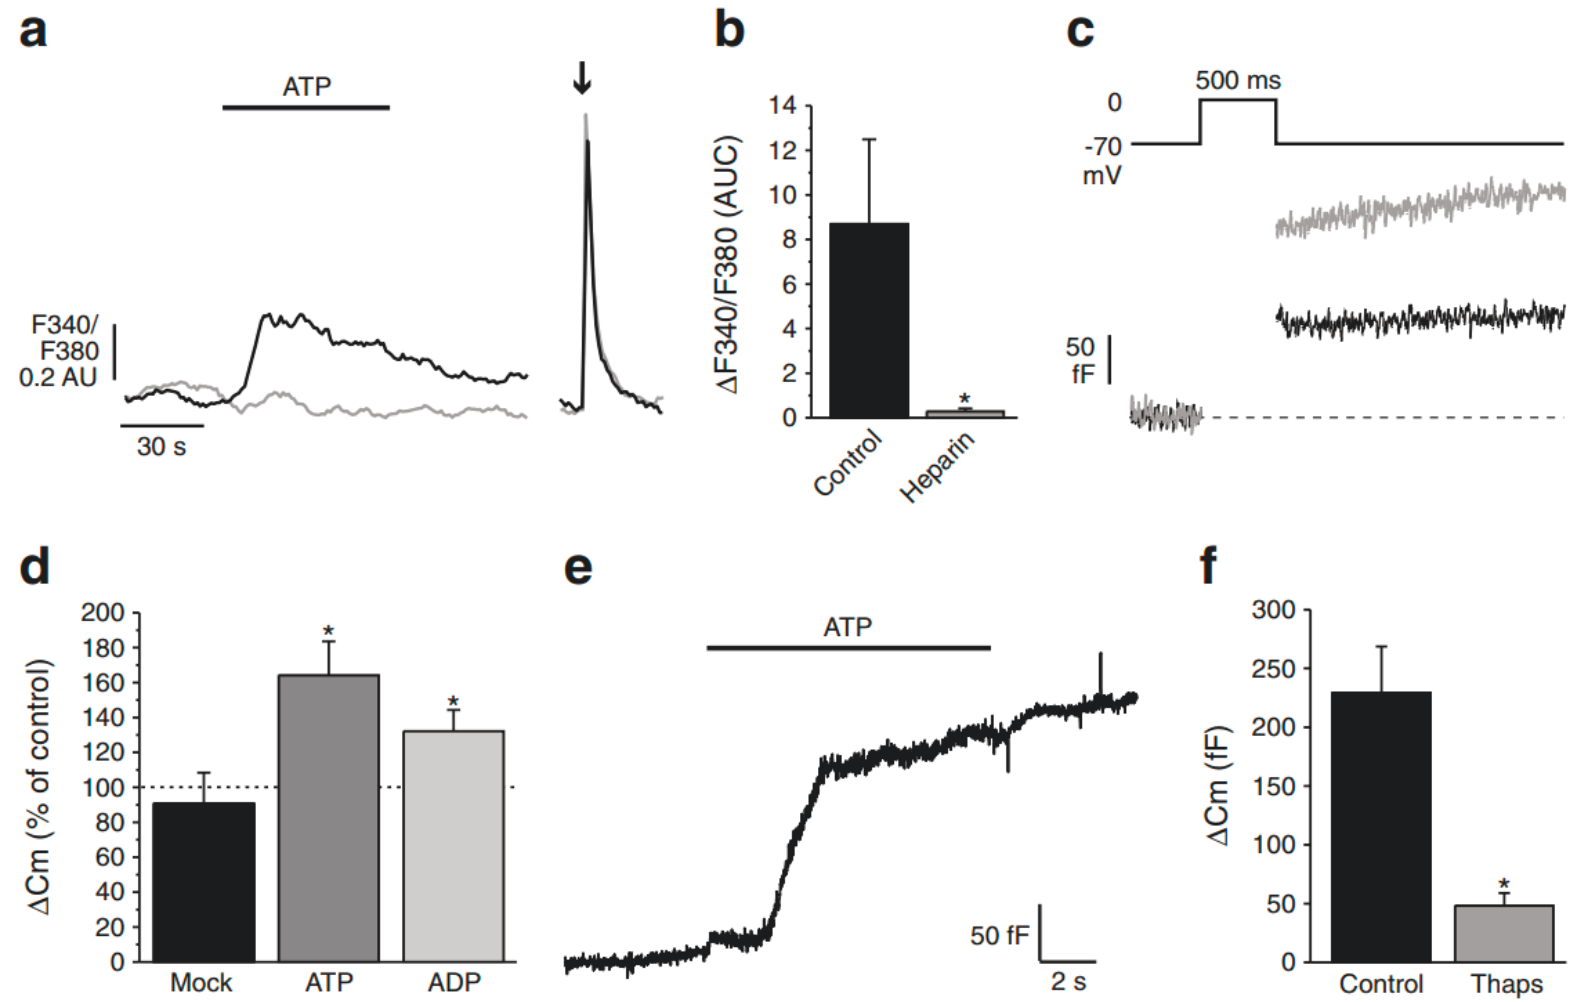 a
ATP
F340/
F380
0.2 AU
30 s
b
ΔF340/F380 (AUC)
14
12
10
8
6
4
2
0
*
Control
Heparin
c
500 ms
0
-70
mV
50
fF
d
ΔCm (% of control)
200
180
160
140
120
100
80
60
40
20
0
*
*
Mock ATP ADP
e
ATP
50 fF
2 s
f
ΔCm (fF)
300
250
200
150
100
50
0
*
Control Thaps